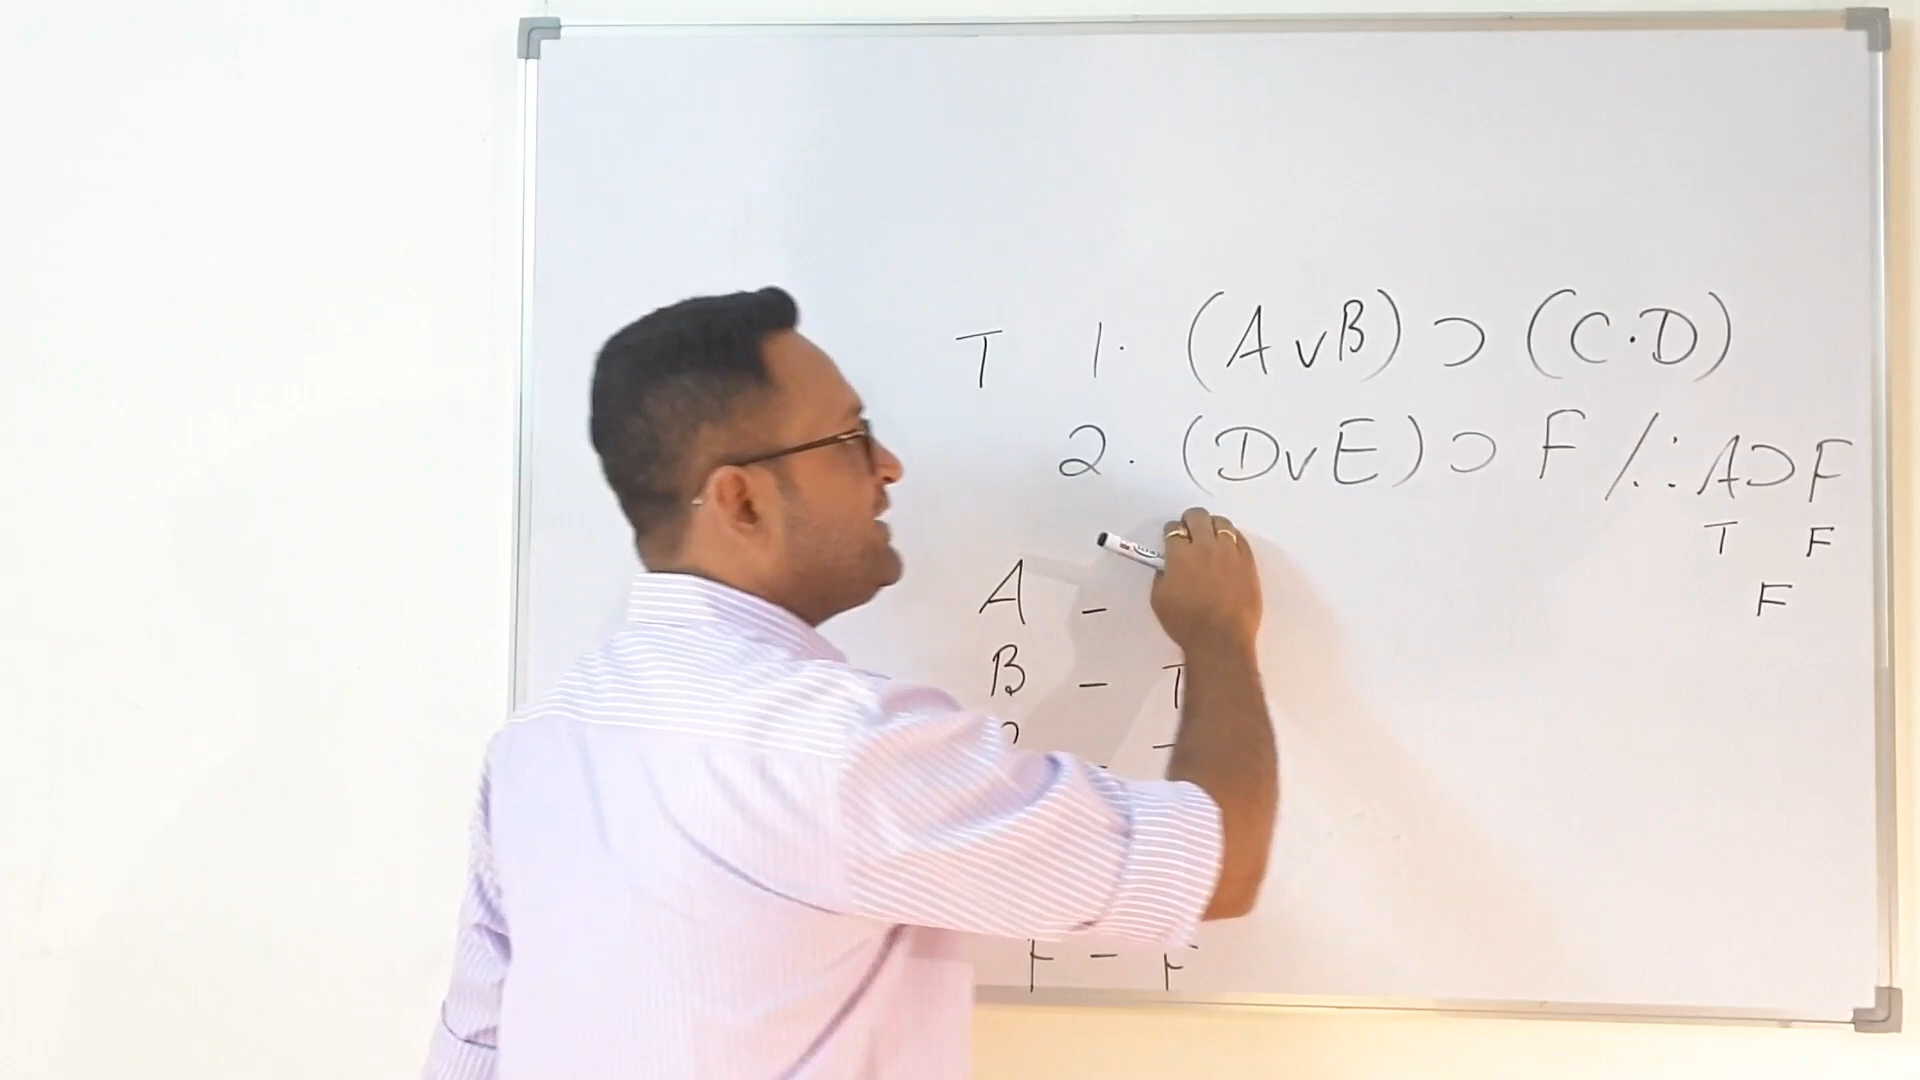 T 1. (A v B) ⊃ (C · D)
2. (D v E) ⊃ F / ∴ A ⊃ F
T F
F
A –
B – T
F – F